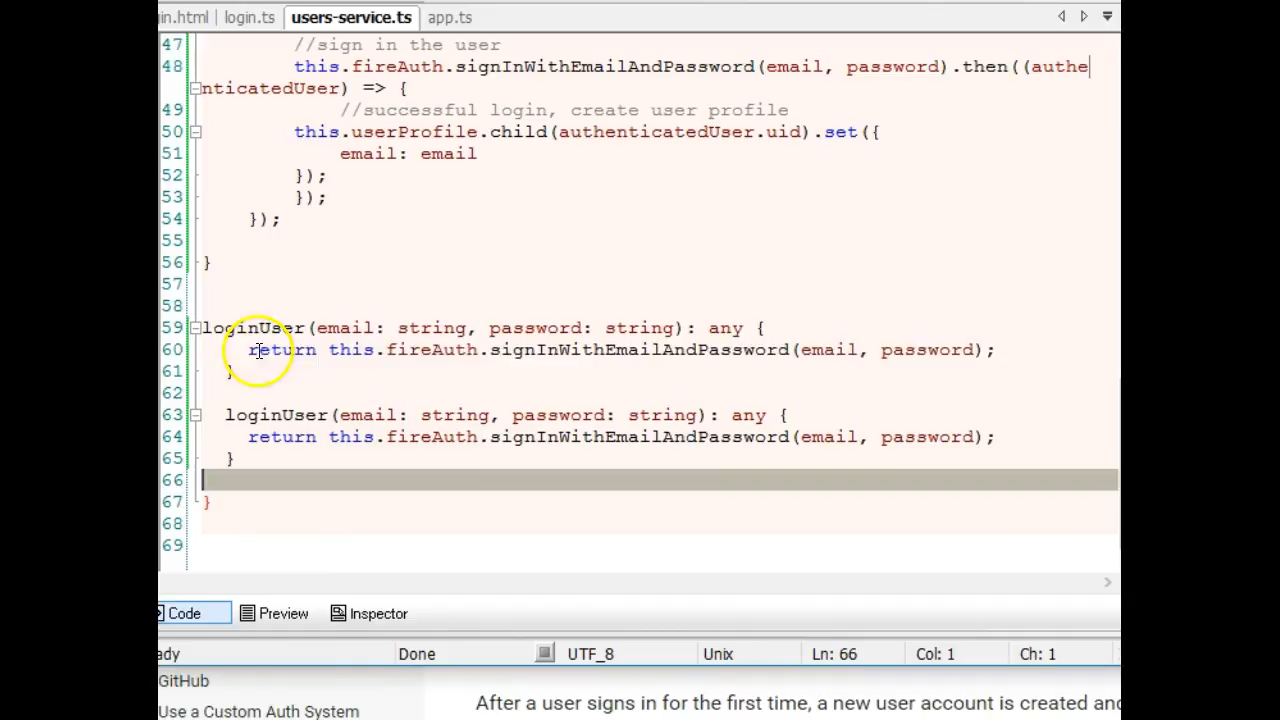 in.html login.ts users-service.ts app.ts
47 //sign in the user
48 this.fireAuth.signInWithEmailAndPassword(email, password).then((authe
nticatedUser) => {
49 //successful login, create user profile
50 this.userProfile.child(authenticatedUser.uid).set({
51 email: email
52 });
53 });
54 });
55
56 }
57
58
59 loginUser(email: string, password: string): any {
60 return this.fireAuth.signInWithEmailAndPassword(email, password);
61 }
62
63 loginUser(email: string, password: string): any {
64 return this.fireAuth.signInWithEmailAndPassword(email, password);
65 }
66
67 }
68
69
Code Preview Inspector
ady Done UTF_8 Unix Ln: 66 Col: 1 Ch: 1
GitHub
Use a Custom Auth System
After a user signs in for the first time, a new user account is created and